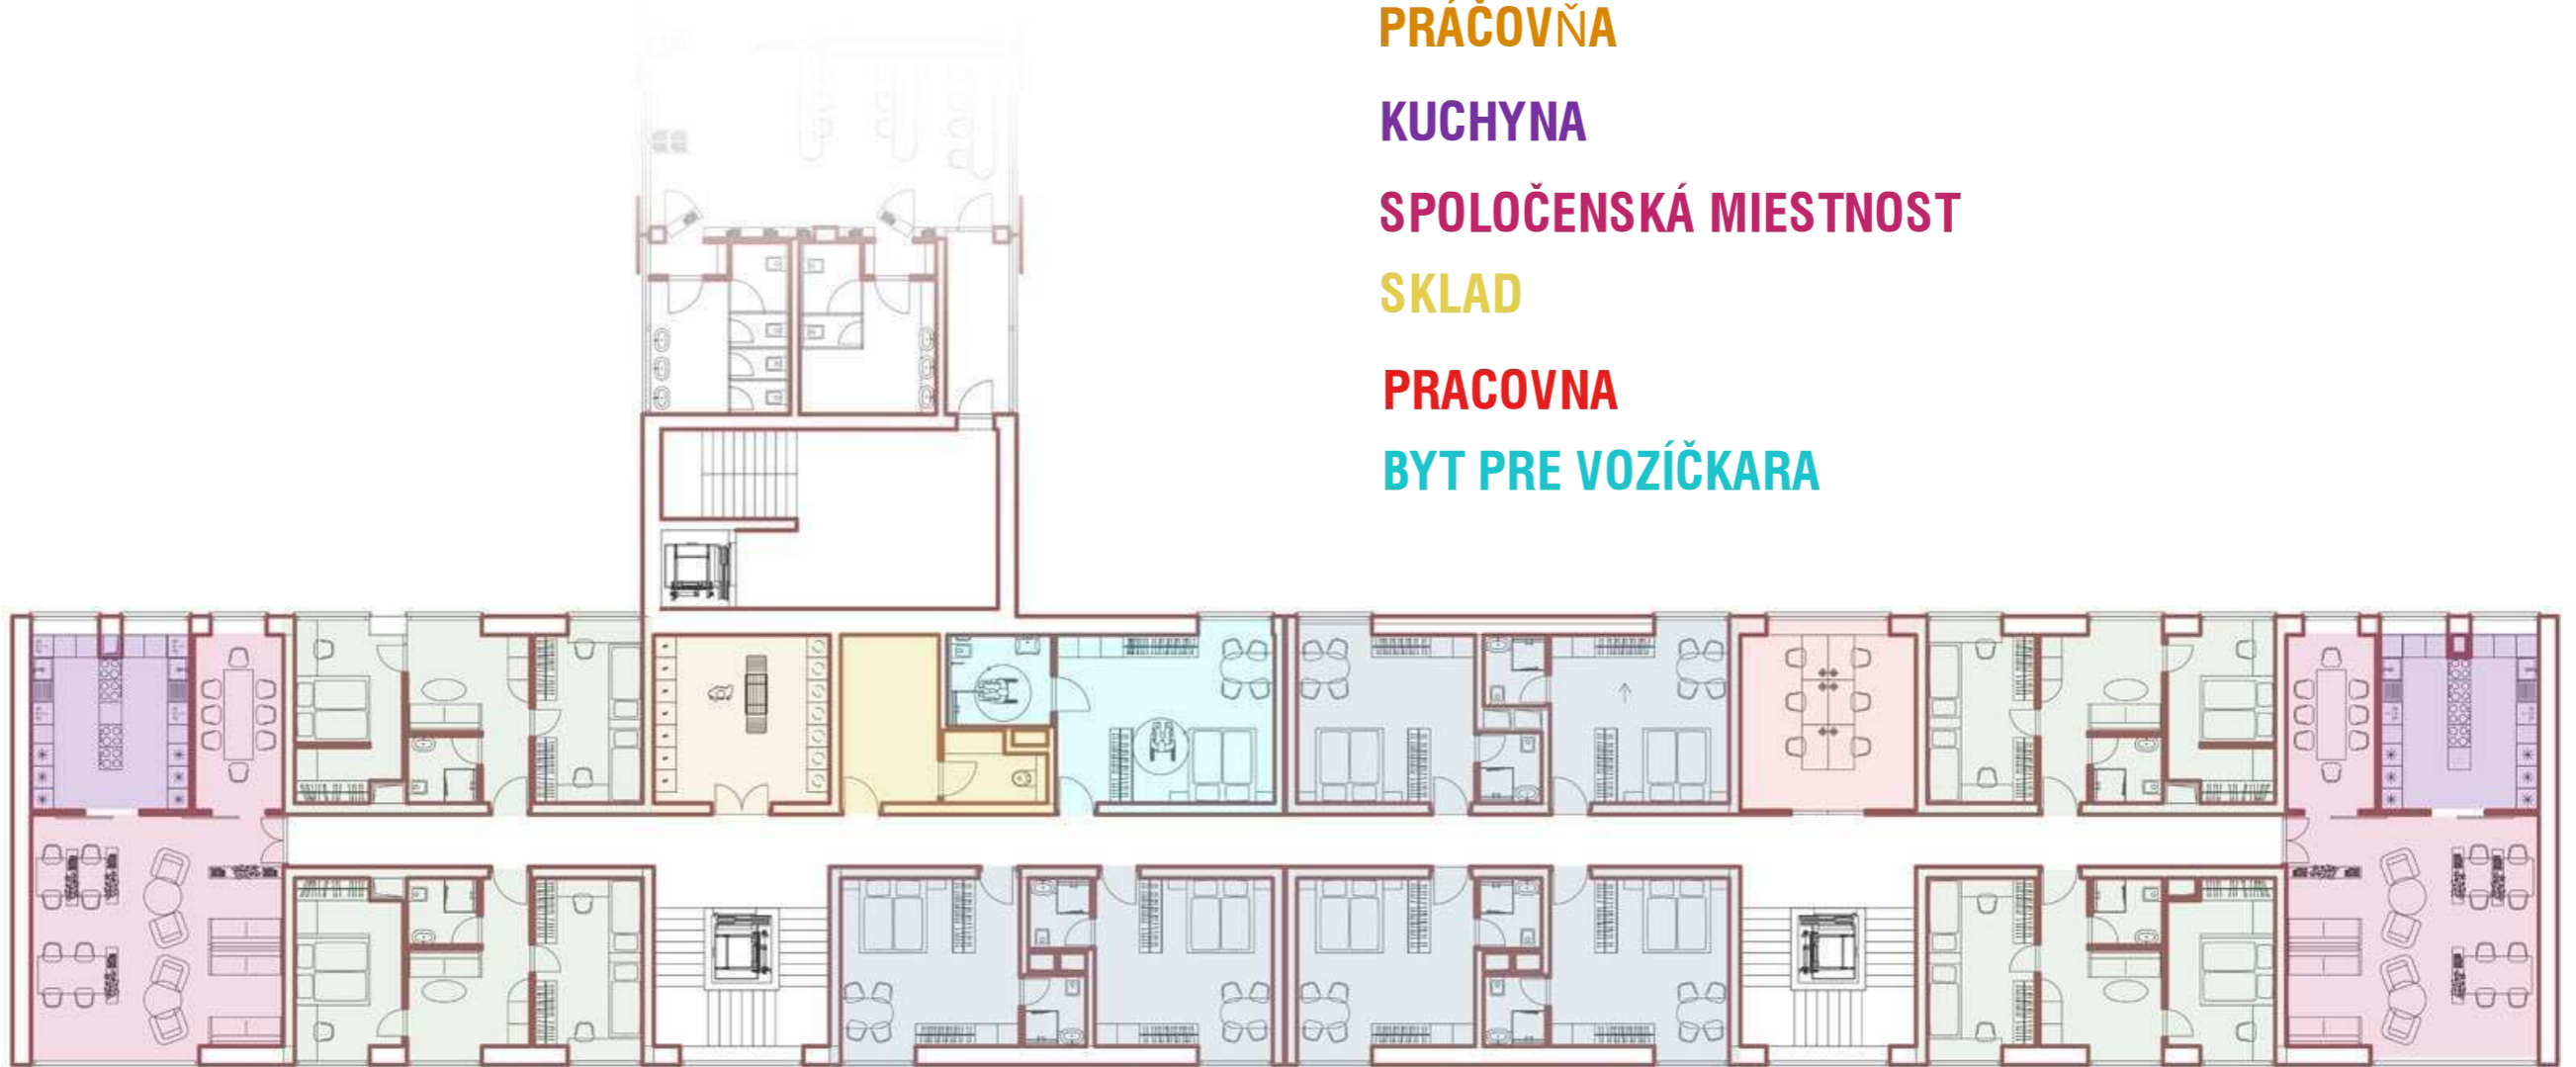 PRÁČOVŇA
KUCHYNA
SPOLOČENSKÁ MIESTNOST
SKLAD
PRACOVNA
BYT PRE VOZÍČKARA